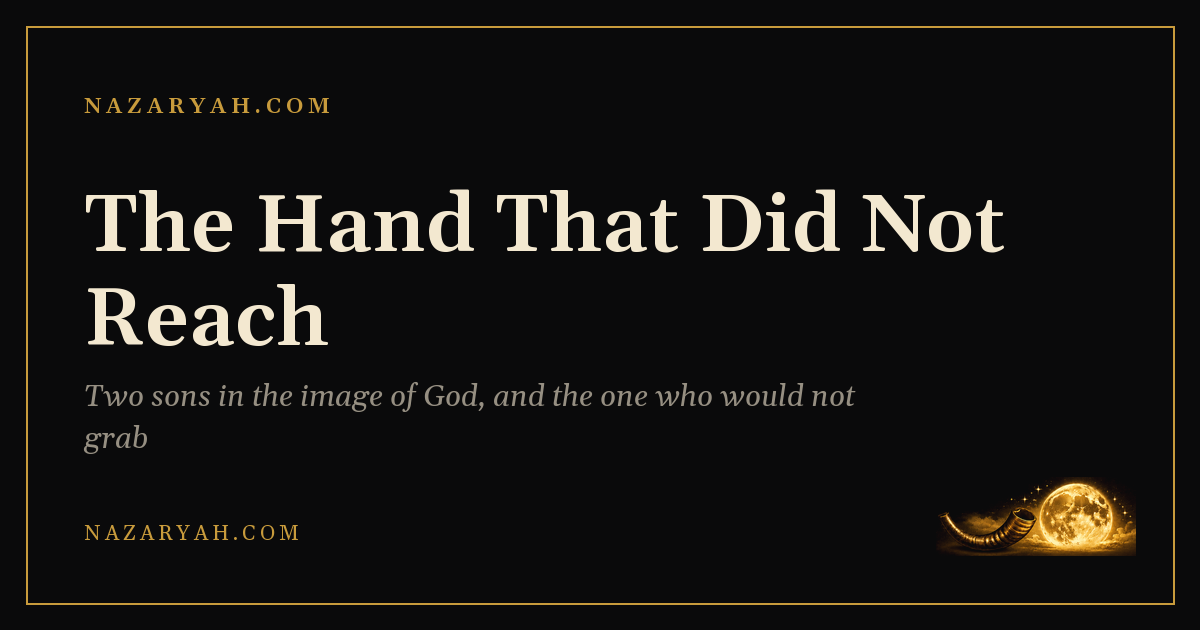 NAZARYAH.COM
The Hand That Did Not
Reach
Two sons in the image of God, and the one who would not
grab
NAZARYAH.COM